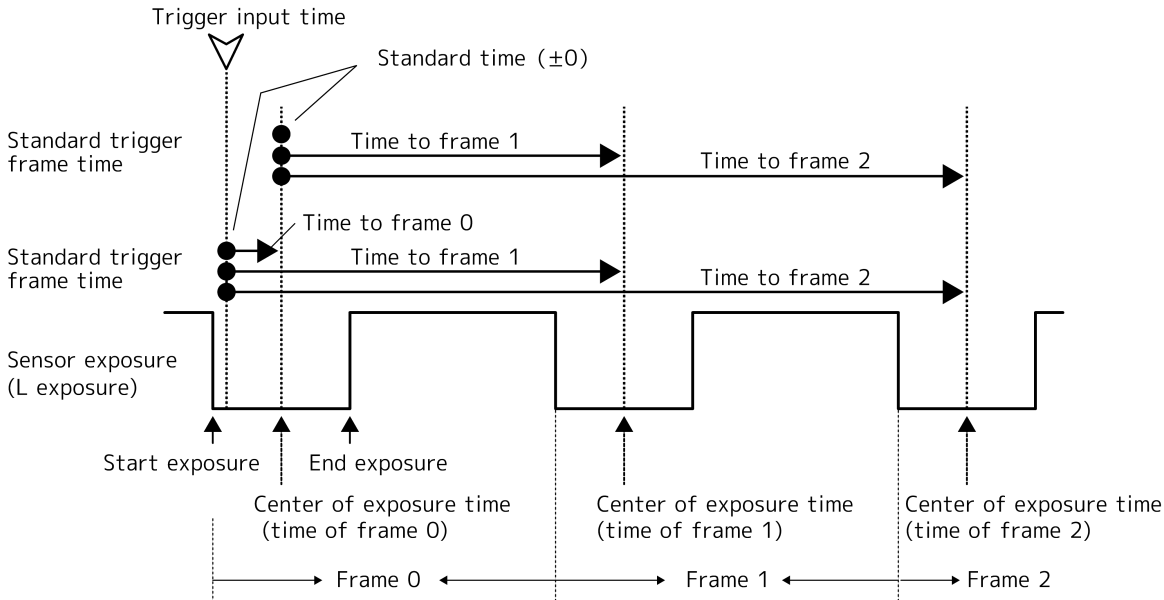 Trigger input time
Standard time (±0)
Standard trigger
frame time
Time to frame 1
Time to frame 2
Time to frame 0
Standard trigger
frame time
Time to frame 1
Time to frame 2
Sensor exposure
(L exposure)
Start exposure
End exposure
Center of exposure time
(time of frame 0)
Center of exposure time
(time of frame 1)
Center of exposure time
(time of frame 2)
Frame 0
Frame 1
Frame 2